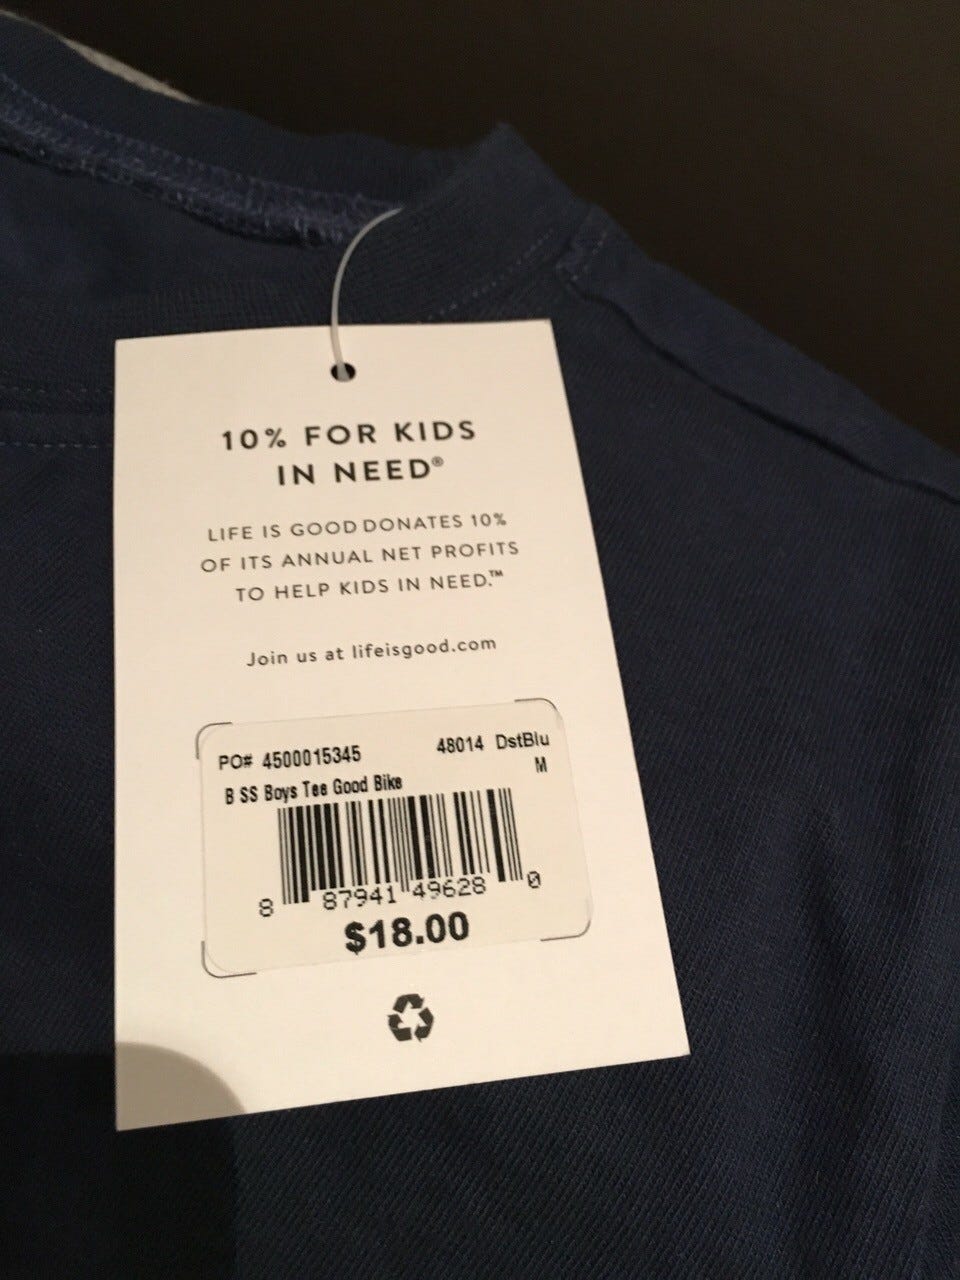 10% FOR KIDS
IN NEED®
LIFE IS GOOD DONATES 10%
OF ITS ANNUAL NET PROFITS
TO HELP KIDS IN NEED.™
Join us at lifeisgood.com
PO# 4500015345 48014 DstBlu
B SS Boys Tee Good Bike M
8 87941 49628 0
$18.00